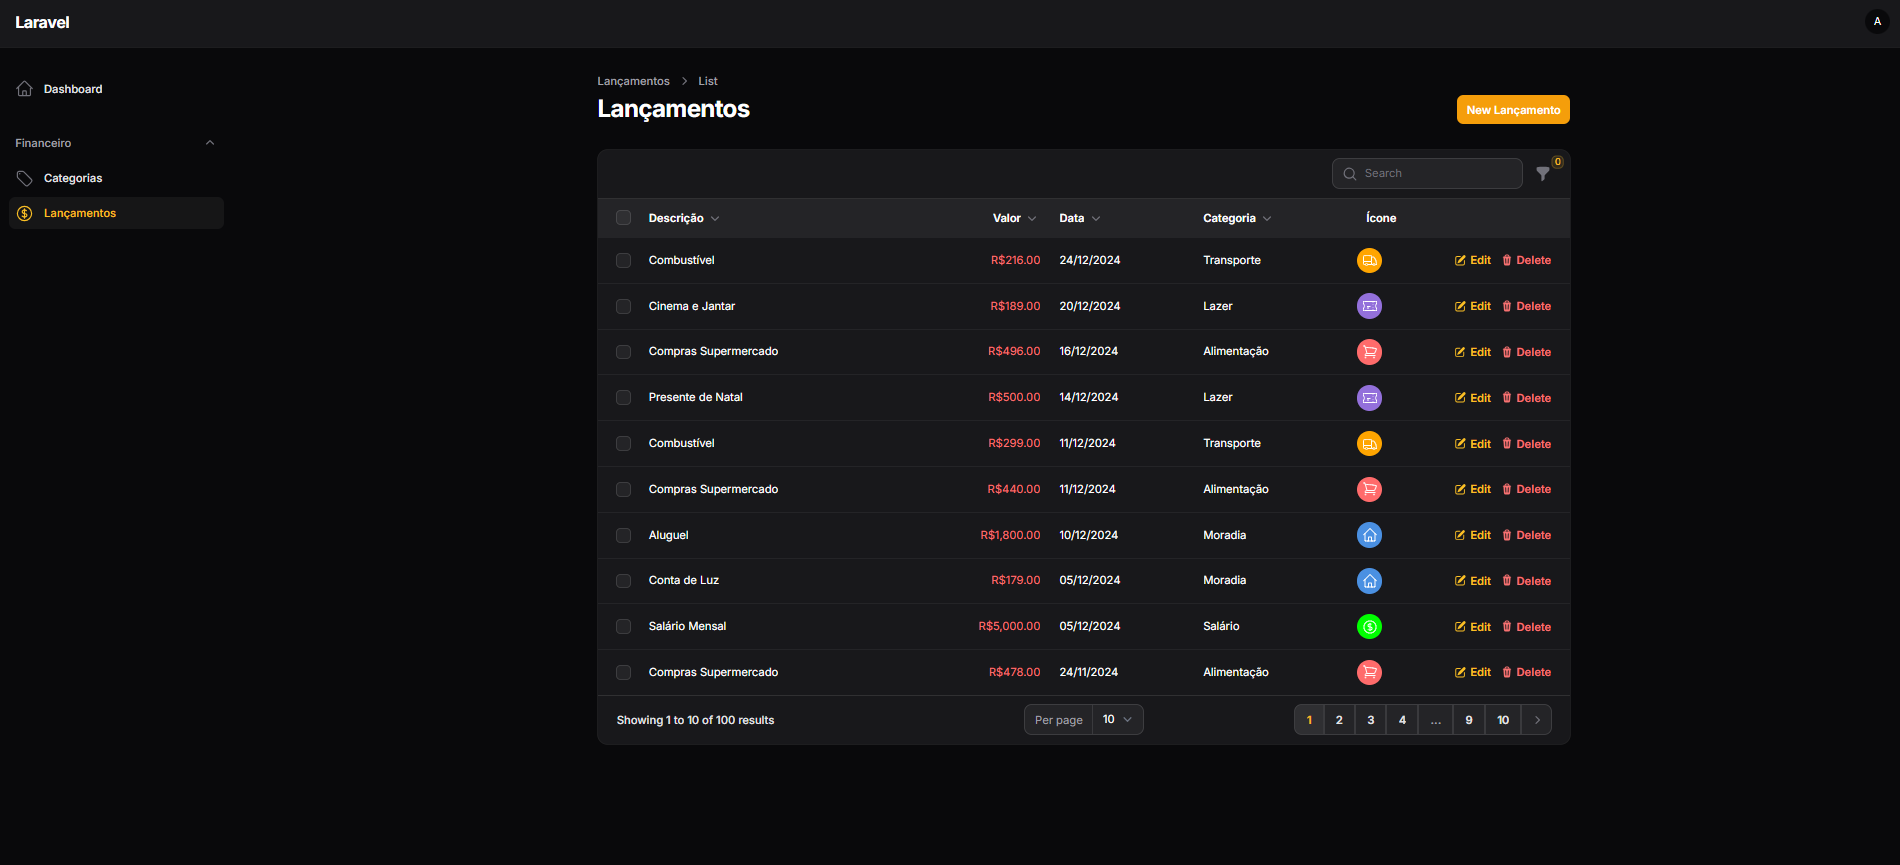 Laravel
A
Dashboard
Financeiro
Categorias
Lançamentos
Lançamentos > List
Lançamentos
New Lançamento
Search
0
Descrição Valor Data Categoria Ícone
Combustível R$216.00 24/12/2024 Transporte Edit Delete
Cinema e Jantar R$189.00 20/12/2024 Lazer Edit Delete
Compras Supermercado R$496.00 16/12/2024 Alimentação Edit Delete
Presente de Natal R$500.00 14/12/2024 Lazer Edit Delete
Combustível R$299.00 11/12/2024 Transporte Edit Delete
Compras Supermercado R$440.00 11/12/2024 Alimentação Edit Delete
Aluguel R$1,800.00 10/12/2024 Moradia Edit Delete
Conta de Luz R$179.00 05/12/2024 Moradia Edit Delete
Salário Mensal R$5,000.00 05/12/2024 Salário Edit Delete
Compras Supermercado R$478.00 24/11/2024 Alimentação Edit Delete
Showing 1 to 10 of 100 results Per page 10 1 2 3 4 ... 9 10